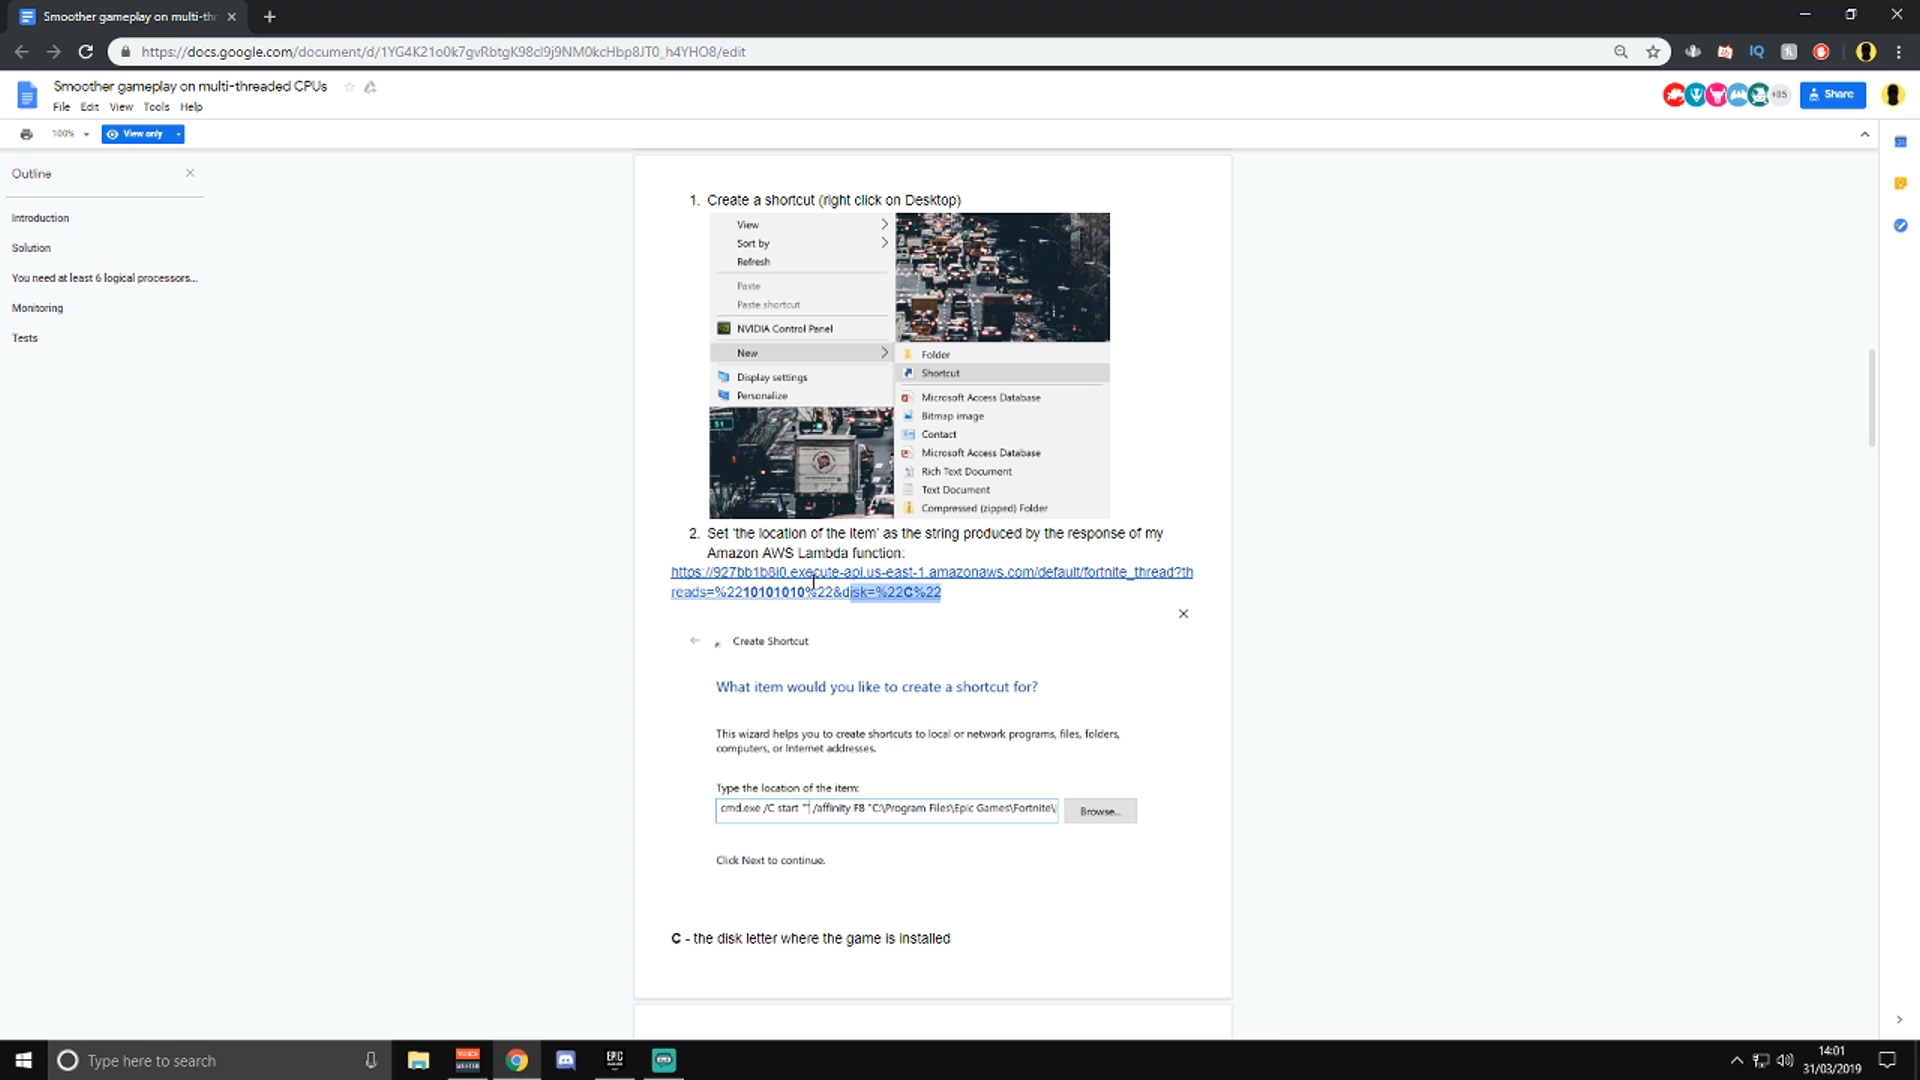 Smoother gameplay on multi-thr
https://docs.google.com/document/d/1YG4K21o0k7gvRbtgK98cI9j9NM0kcHbp8JT0_h4YHO8/edit
Smoother gameplay on multi-threaded CPUs
File Edit View Tools Help
+85
Share
100%
View only
Outline
Introduction
Solution
You need at least 6 logical processors...
Monitoring
Tests
1. Create a shortcut (right click on Desktop)
View
Sort by
Refresh
Paste
Paste shortcut
NVIDIA Control Panel
New
Display settings
Personalize
Folder
Shortcut
Microsoft Access Database
Bitmap image
Contact
Microsoft Access Database
Rich Text Document
Text Document
Compressed (zipped) Folder
2. Set 'the location of the item' as the string produced by the response of my
Amazon AWS Lambda function:
https://927bb1b8i0.execute-api.us-east-1.amazonaws.com/default/fortnite_thread?th
reads=%2210101010%22&disk=%22C%22
Create Shortcut
What item would you like to create a shortcut for?
This wizard helps you to create shortcuts to local or network programs, files, folders,
computers, or Internet addresses.
Type the location of the item:
cmd.exe /C start "" /affinity F8 "C:\Program Files\Epic Games\Fortnite\
Browse...
Click Next to continue.
C - the disk letter where the game is installed
Type here to search
EPIC
14:01
31/03/2019